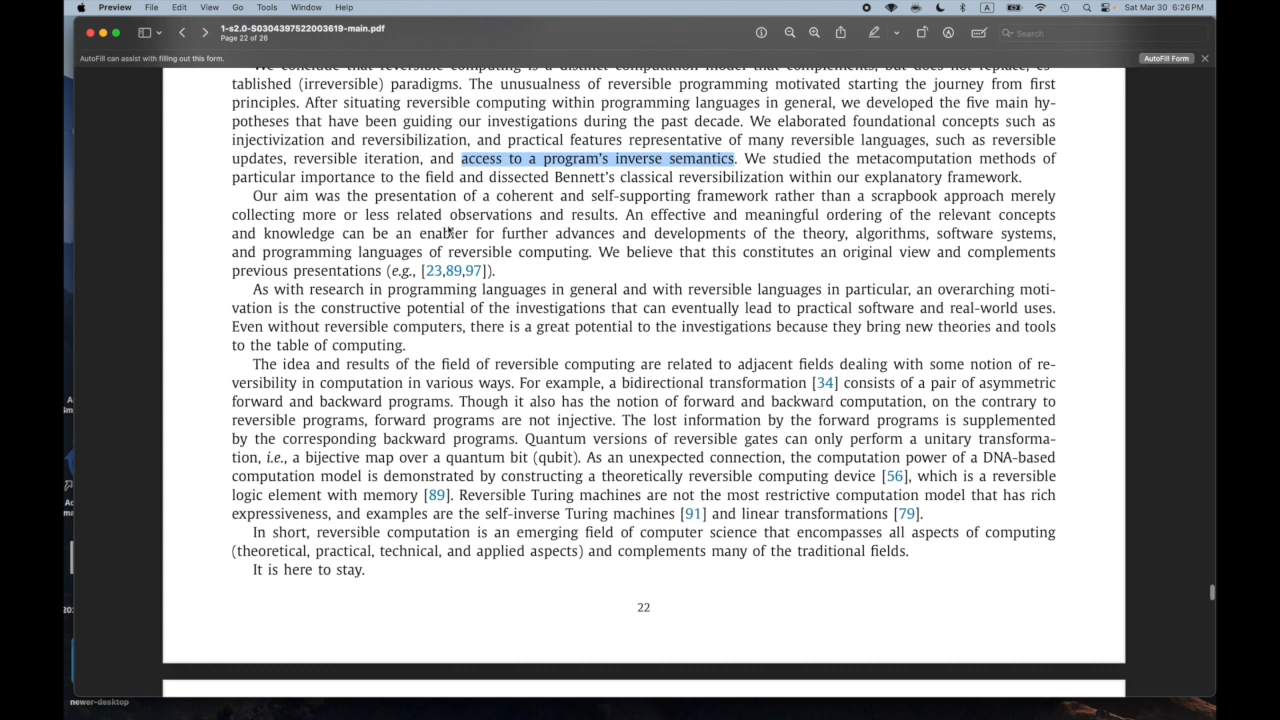 Preview File Edit View Go Tools Window Help A Sat Mar 30 6:26 PM
1-s2.0-S0304397522003619-main.pdf
Page 22 of 26
Search
AutoFill can assist with filling out this form. AutoFill Form
tablished (irreversible) paradigms. The unusualness of reversible programming motivated starting the journey from first
principles. After situating reversible computing within programming languages in general, we developed the five main hy-
potheses that have been guiding our investigations during the past decade. We elaborated foundational concepts such as
injectivization and reversibilization, and practical features representative of many reversible languages, such as reversible
updates, reversible iteration, and access to a program's inverse semantics. We studied the metacomputation methods of
particular importance to the field and dissected Bennett's classical reversibilization within our explanatory framework.
Our aim was the presentation of a coherent and self-supporting framework rather than a scrapbook approach merely
collecting more or less related observations and results. An effective and meaningful ordering of the relevant concepts
and knowledge can be an enabler for further advances and developments of the theory, algorithms, software systems,
and programming languages of reversible computing. We believe that this constitutes an original view and complements
previous presentations (e.g., [23,89,97]).
As with research in programming languages in general and with reversible languages in particular, an overarching moti-
vation is the constructive potential of the investigations that can eventually lead to practical software and real-world uses.
Even without reversible computers, there is a great potential to the investigations because they bring new theories and tools
to the table of computing.
The idea and results of the field of reversible computing are related to adjacent fields dealing with some notion of re-
versibility in computation in various ways. For example, a bidirectional transformation [34] consists of a pair of asymmetric
forward and backward programs. Though it also has the notion of forward and backward computation, on the contrary to
reversible programs, forward programs are not injective. The lost information by the forward programs is supplemented
by the corresponding backward programs. Quantum versions of reversible gates can only perform a unitary transforma-
tion, i.e., a bijective map over a quantum bit (qubit). As an unexpected connection, the computation power of a DNA-based
computation model is demonstrated by constructing a theoretically reversible computing device [56], which is a reversible
logic element with memory [89]. Reversible Turing machines are not the most restrictive computation model that has rich
expressiveness, and examples are the self-inverse Turing machines [91] and linear transformations [79].
In short, reversible computation is an emerging field of computer science that encompasses all aspects of computing
(theoretical, practical, technical, and applied aspects) and complements many of the traditional fields.
It is here to stay.
22
newer-desktop